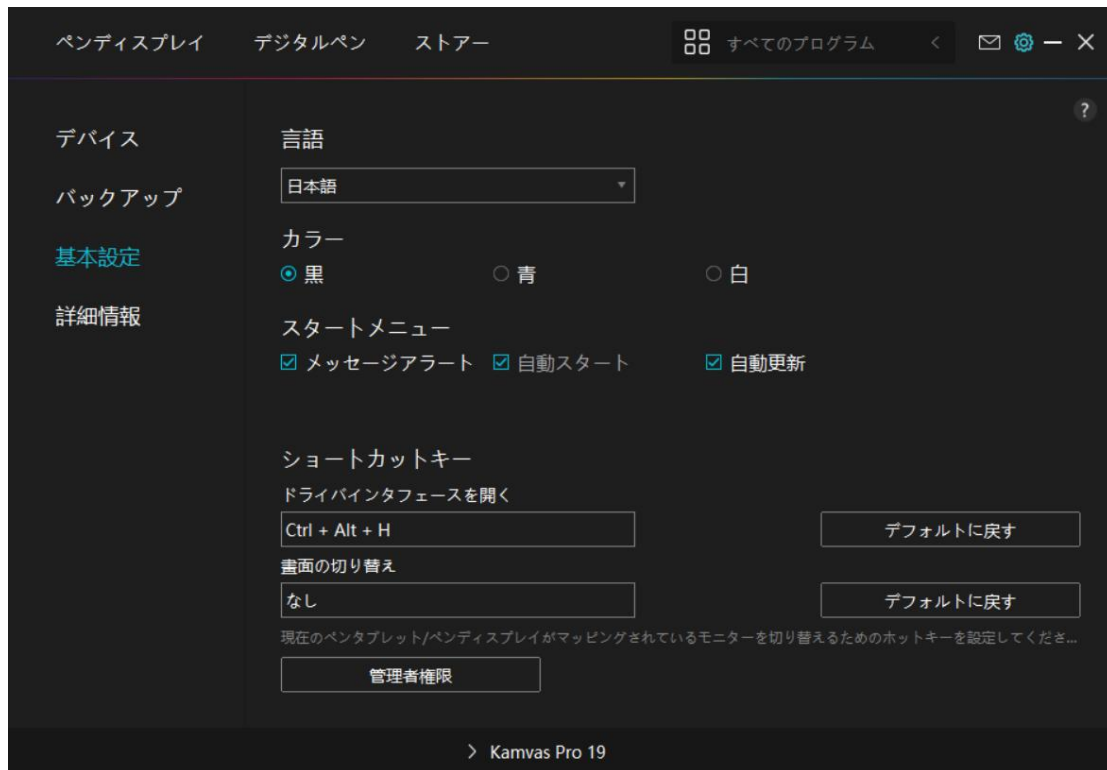 ペンディスプレイ デジタルペン ストアー すべてのプログラム
?
デバイス
バックアップ
基本設定
詳細情報
言語
日本語
カラー
黒 青 白
スタートメニュー
メッセージアラート 自動スタート 自動更新
ショートカットキー
ドライバインタフェースを開く
Ctrl + Alt + H デフォルトに戻す
畫面の切り替え
なし デフォルトに戻す
現在のペンタブレット/ペンディスプレイがマッピングされているモニターを切り替えるためのホットキーを設定してくださ...
管理者権限
Kamvas Pro 19